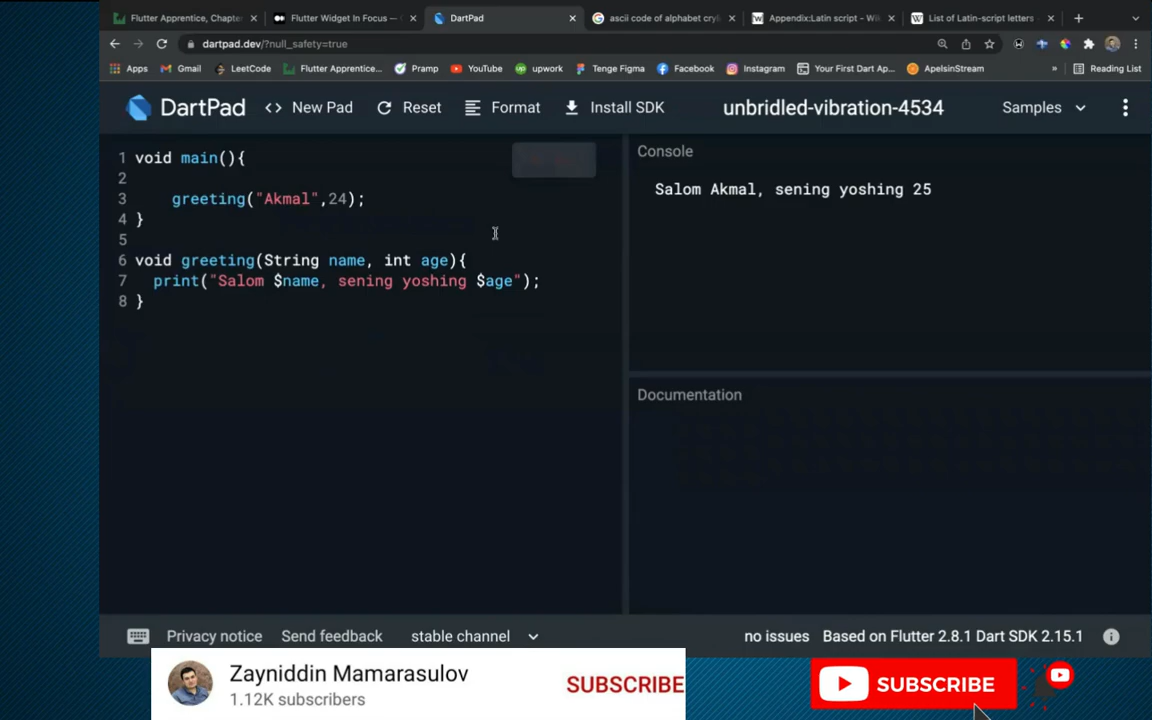 Flutter Apprentice, Chapter
Flutter Widget In Focus —
DartPad
ascii code of alphabet cryil
Appendix:Latin script - Wi
List of Latin-script letters -
dartpad.dev/?null_safety=true
Apps
Gmail
LeetCode
Flutter Apprentice...
Pramp
YouTube
upwork
Tenge Figma
Facebook
Instagram
Your First Dart Ap...
ApelsinStream
»
Reading List
DartPad
<> New Pad
Reset
Format
Install SDK
unbridled-vibration-4534
Samples
1 void main(){
2
3 greeting("Akmal",24);
4 }
5
6 void greeting(String name, int age){
7 print("Salom $name, sening yoshing $age");
8 }
Console
Salom Akmal, sening yoshing 25
Documentation
Privacy notice
Send feedback
stable channel
no issues
Based on Flutter 2.8.1 Dart SDK 2.15.1
Zayniddin Mamarasulov
1.12K subscribers
SUBSCRIBE
SUBSCRIBE